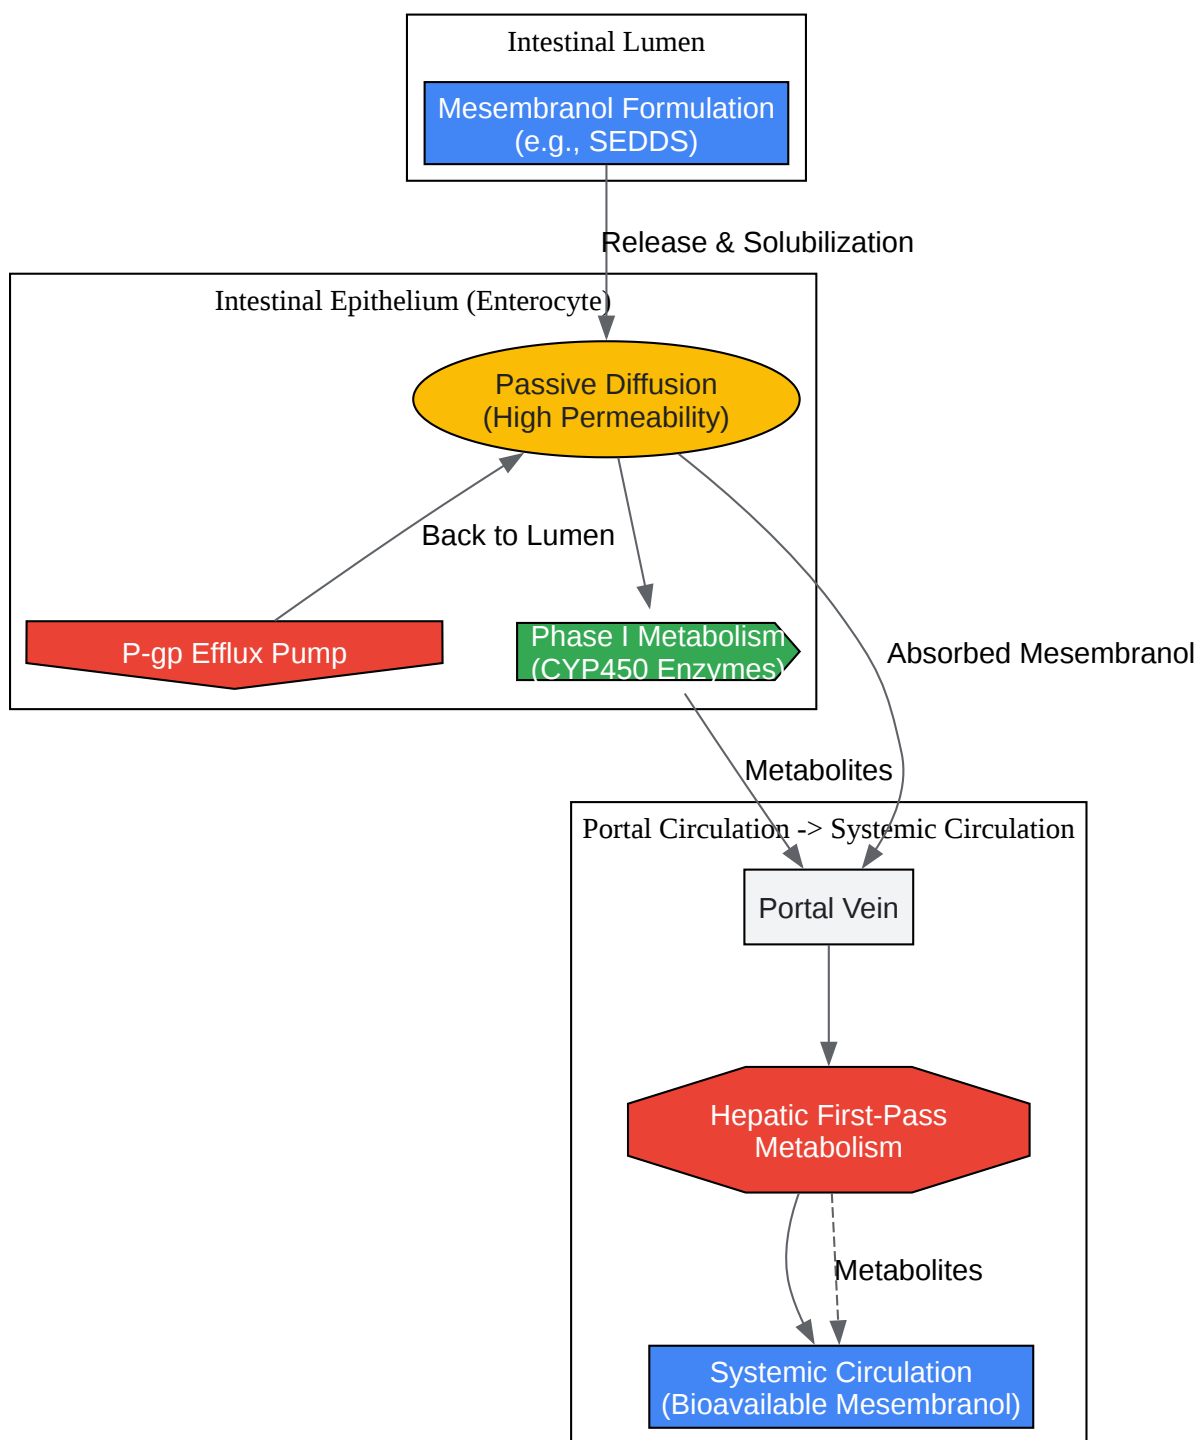 Intestinal Lumen
Mesembranol Formulation
(e.g., SEDDS)
Release & Solubilization
Intestinal Epithelium (Enterocyte)
Passive Diffusion
(High Permeability)
Back to Lumen
P-gp Efflux Pump
Phase I Metabolism
(CYP450 Enzymes)
Absorbed Mesembranol
Metabolites
Portal Circulation -> Systemic Circulation
Portal Vein
Hepatic First-Pass
Metabolism
Metabolites
Systemic Circulation
(Bioavailable Mesembranol)